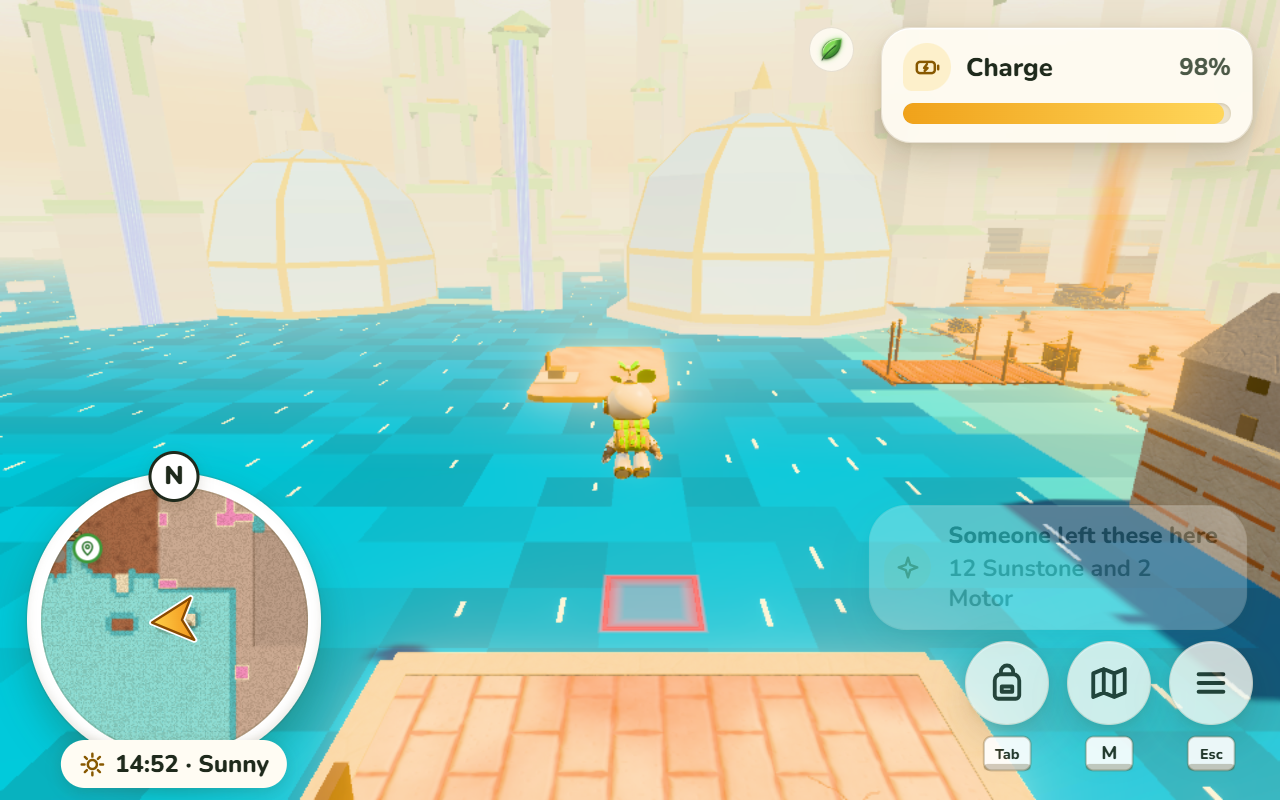 Charge 98%
Someone left these here
12 Sunstone and 2
Motor
N
14:52 · Sunny
Tab
M
Esc